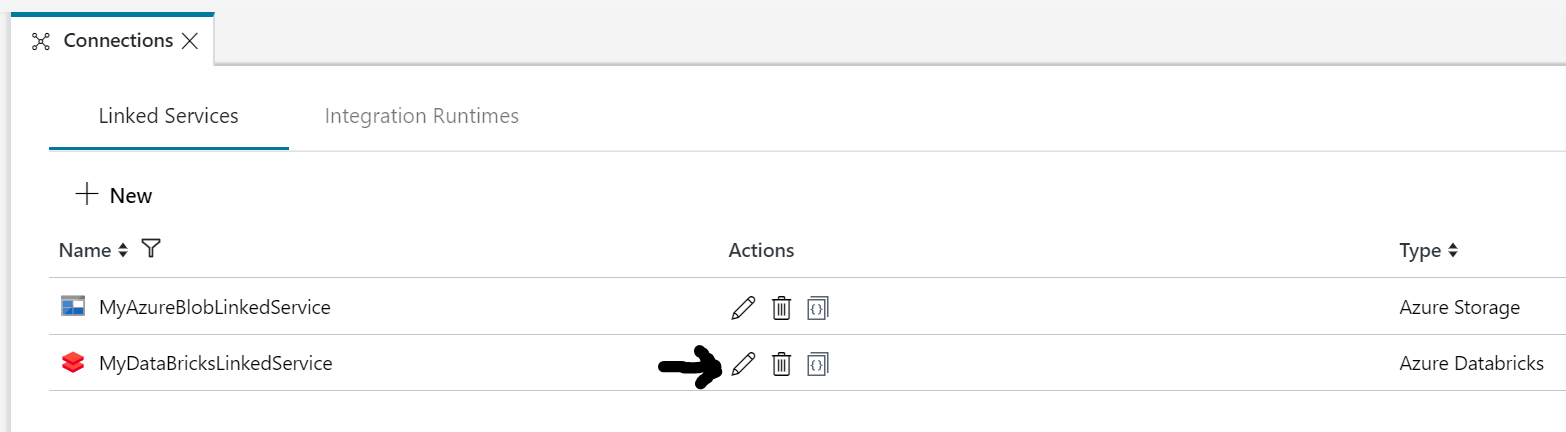 Connections
Linked Services Integration Runtimes
New
Name Actions Type
MyAzureBlobLinkedService Azure Storage
MyDataBricksLinkedService Azure Databricks